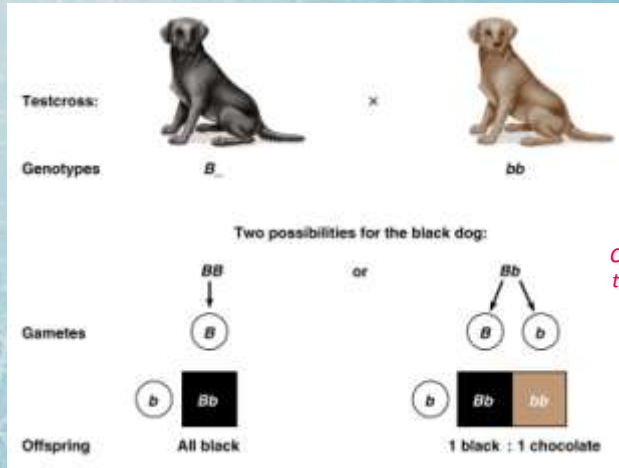 Testcross: ×
Genotypes B_ bb
Two possibilities for the black dog:
BB or Bb
Gametes B B b
b Bb b Bb bb
Offspring All black 1 black : 1 chocolate